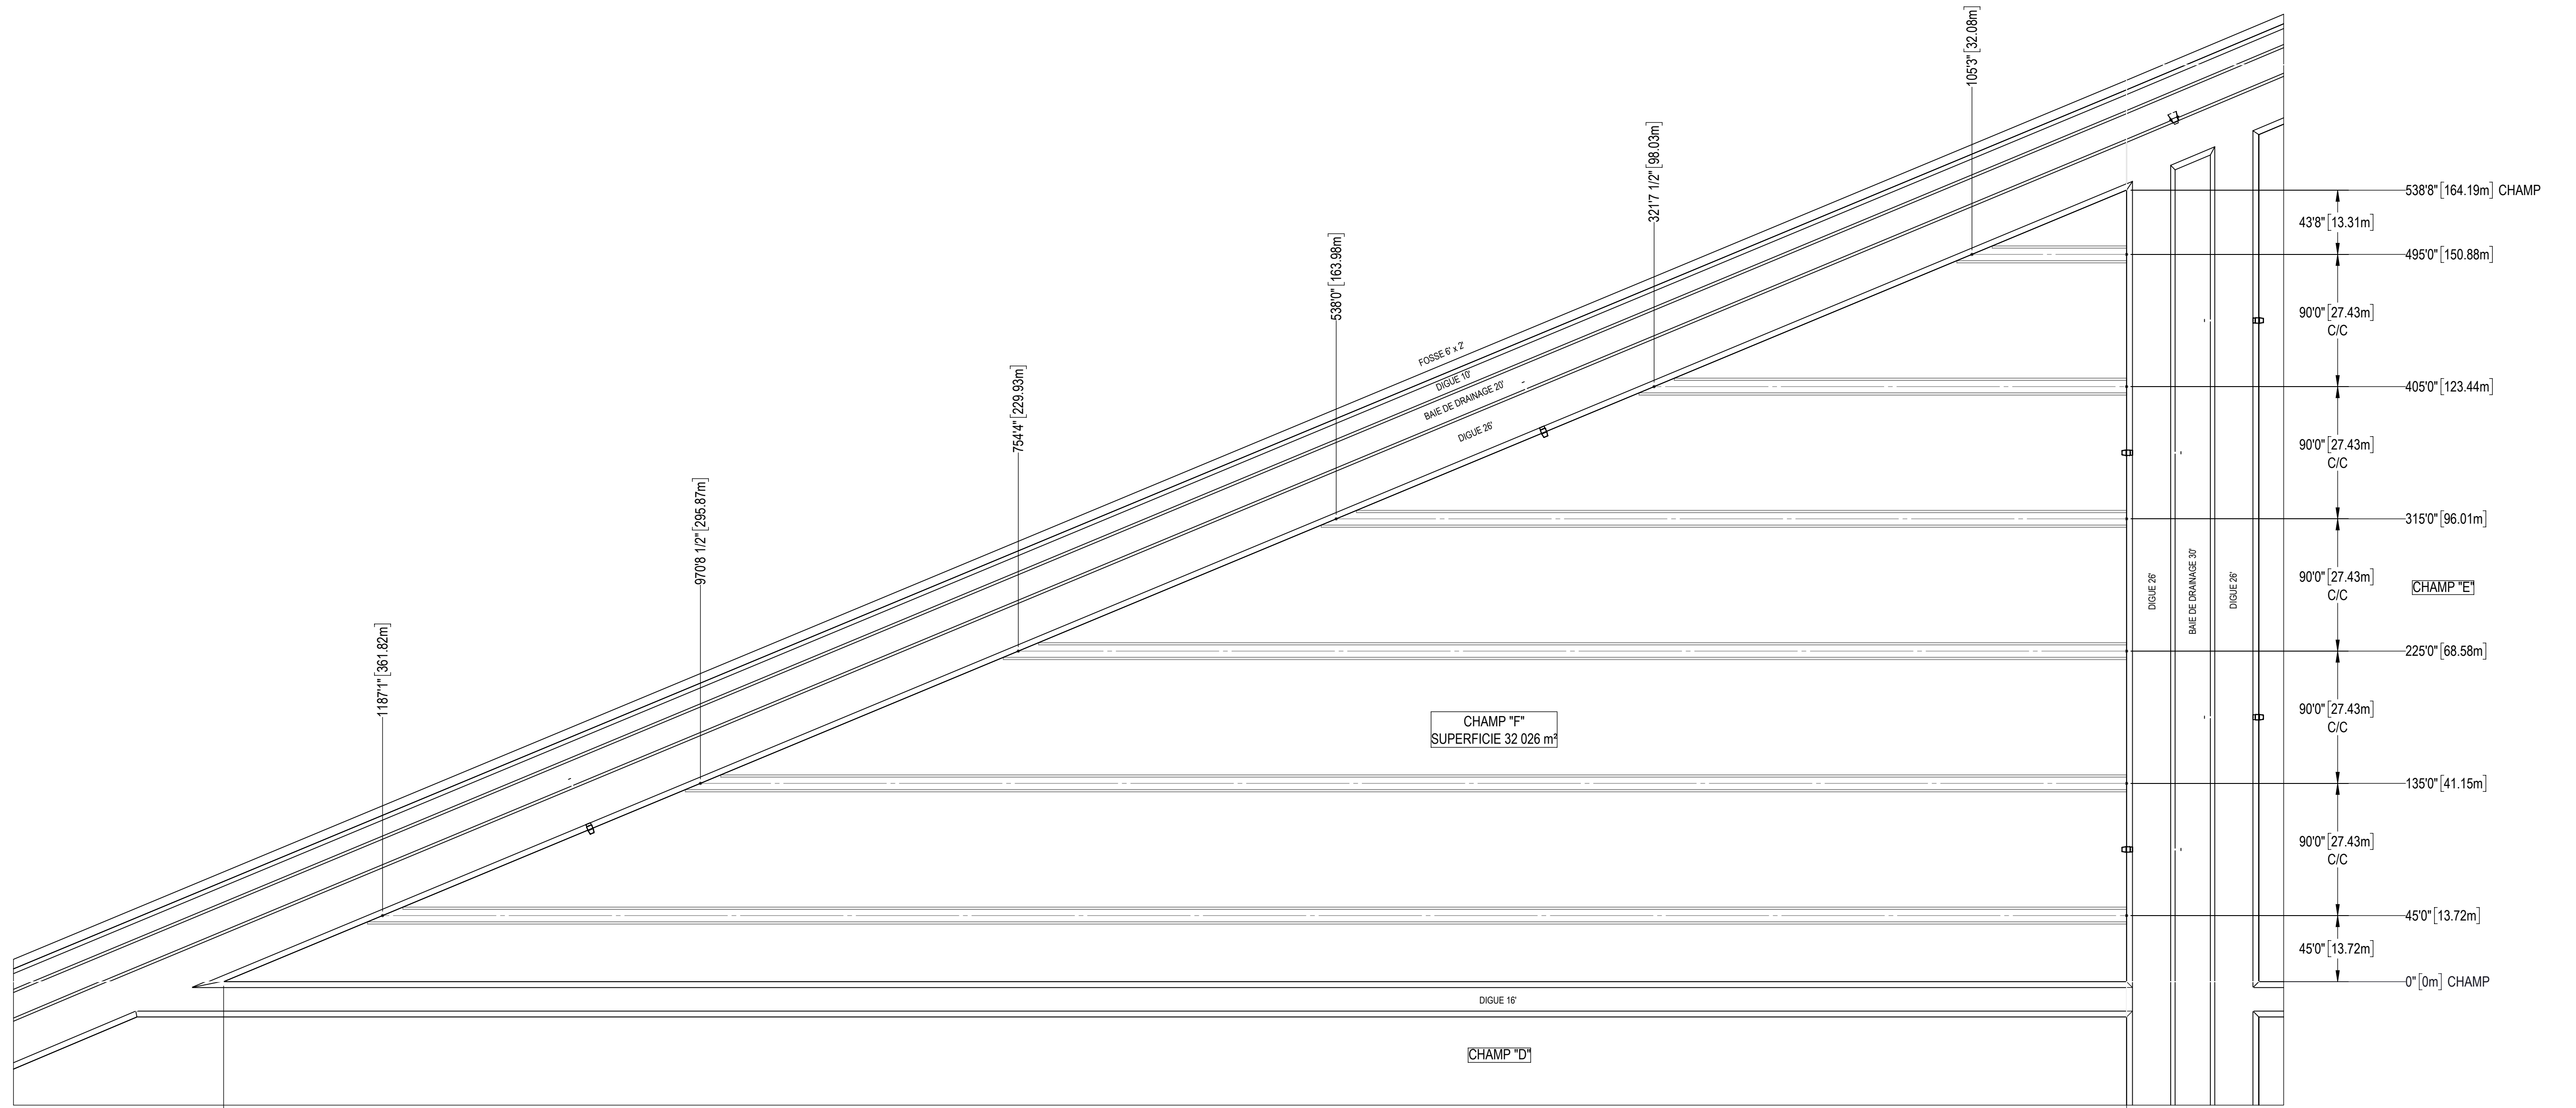 105'3" [32.08m]
321'7 1/2" [98.03m]
538'0" [163.98m]
754'4" [229.93m]
970'8 1/2" [295.87m]
1187'1" [361.82m]
FOSSE 6' x 2'
DIGUE 10'
BAIE DE DRAINAGE 20'
DIGUE 26'
CHAMP "F"
SUPERFICIE 32 026 m²
DIGUE 16'
CHAMP "D"
DIGUE 26'
BAIE DE DRAINAGE 30'
DIGUE 26'
538'8" [164.19m] CHAMP
43'8" [13.31m]
495'0" [150.88m]
90'0" [27.43m]
C/C
405'0" [123.44m]
90'0" [27.43m]
C/C
315'0" [96.01m]
90'0" [27.43m]
C/C
CHAMP "E"
225'0" [68.58m]
90'0" [27.43m]
C/C
135'0" [41.15m]
90'0" [27.43m]
C/C
45'0" [13.72m]
45'0" [13.72m]
0" [0m] CHAMP